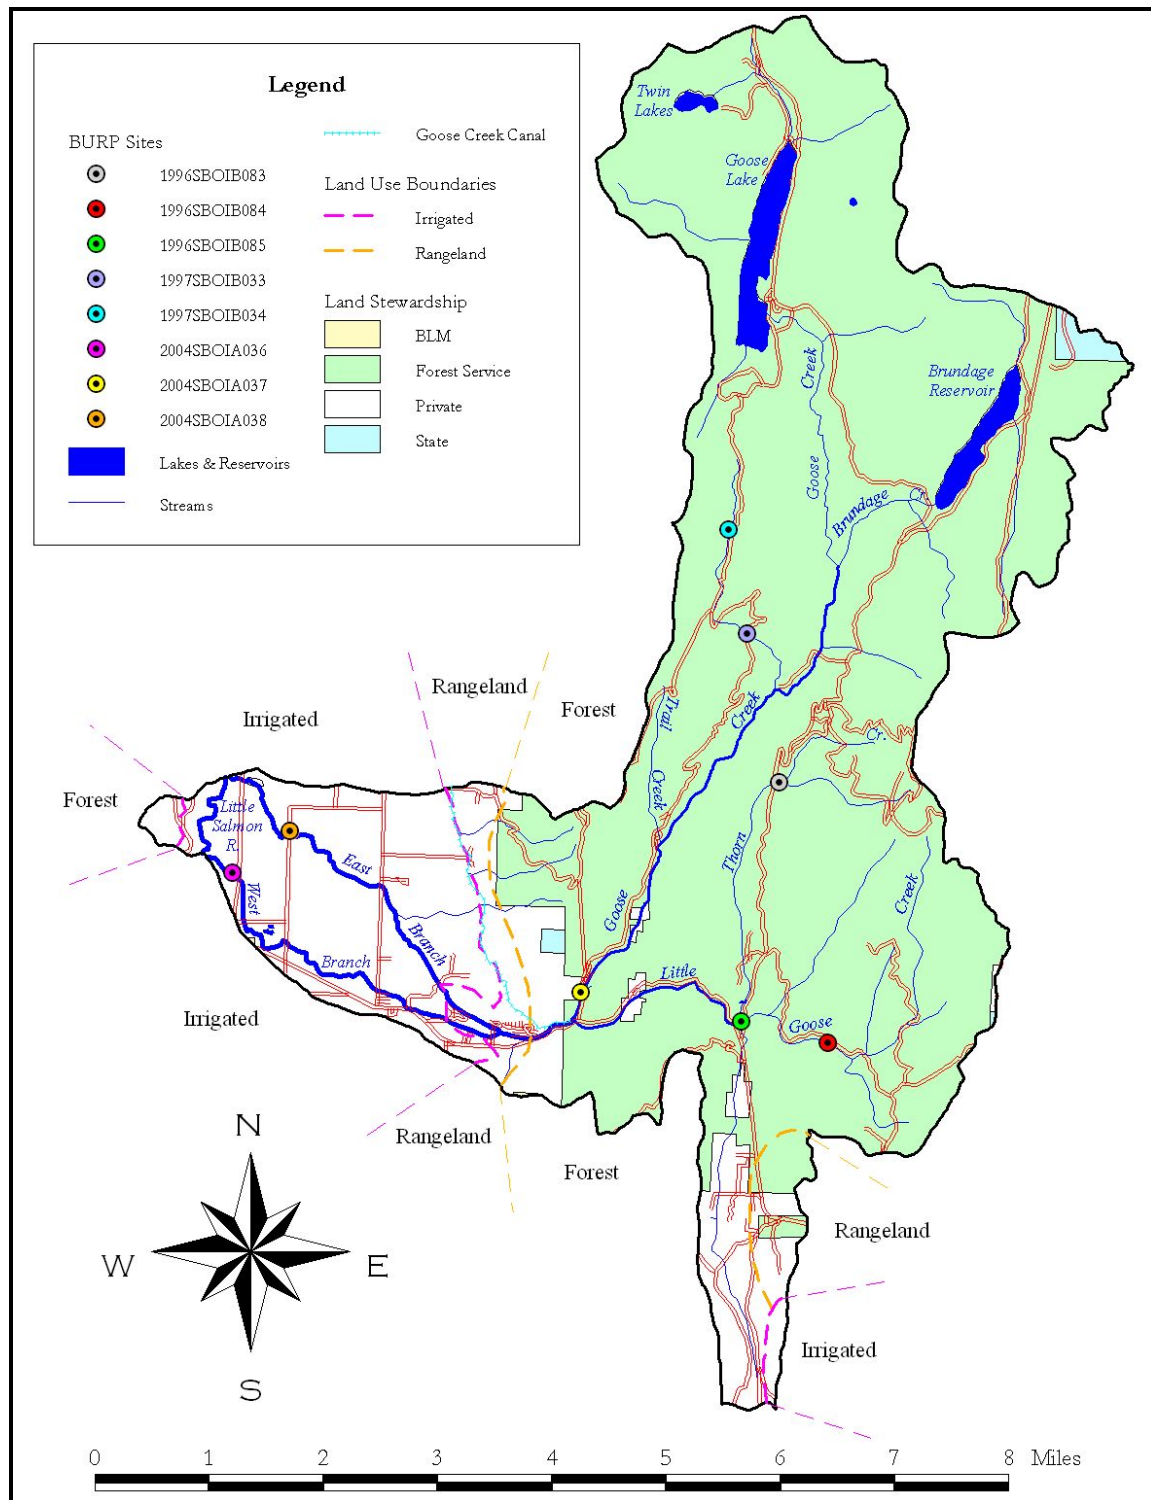 Legend
BURP Sites
1996SBOIB083
1996SBOIB084
1996SBOIB085
1997SBOIB033
1997SBOIB034
2004SBOIA036
2004SBOIA037
2004SBOIA038
Lakes & Reservoirs
Streams
Goose Creek Canal
Land Use Boundaries
Irrigated
Rangeland
Land Stewardship
BLM
Forest Service
Private
State
Twin
Lakes
Goose
Lake
Creek
Goose
Brundage
Reservoir
Brundage
Cr.
Rangeland
Forest
Irrigated
Forest
Trail
Creek
Creek
Goose
Cr.
Thorn
Creek
Little
Salmon
R.
East
Branch
West
Branch
Little
Goose
Irrigated
Rangeland
Forest
Rangeland
Irrigated
N
W
E
S
0 1 2 3 4 5 6 7 8 Miles